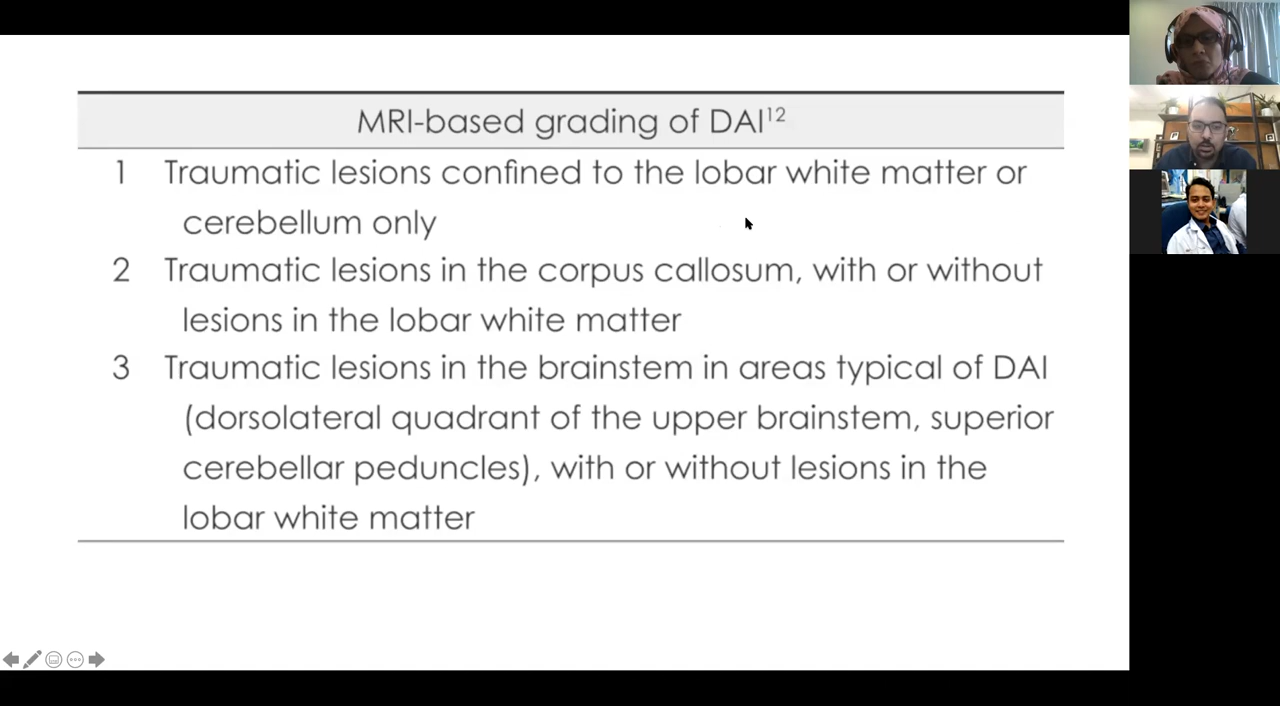 MRI-based grading of DAI¹²
1 Traumatic lesions confined to the lobar white matter or
cerebellum only
2 Traumatic lesions in the corpus callosum, with or without
lesions in the lobar white matter
3 Traumatic lesions in the brainstem in areas typical of DAI
(dorsolateral quadrant of the upper brainstem, superior
cerebellar peduncles), with or without lesions in the
lobar white matter